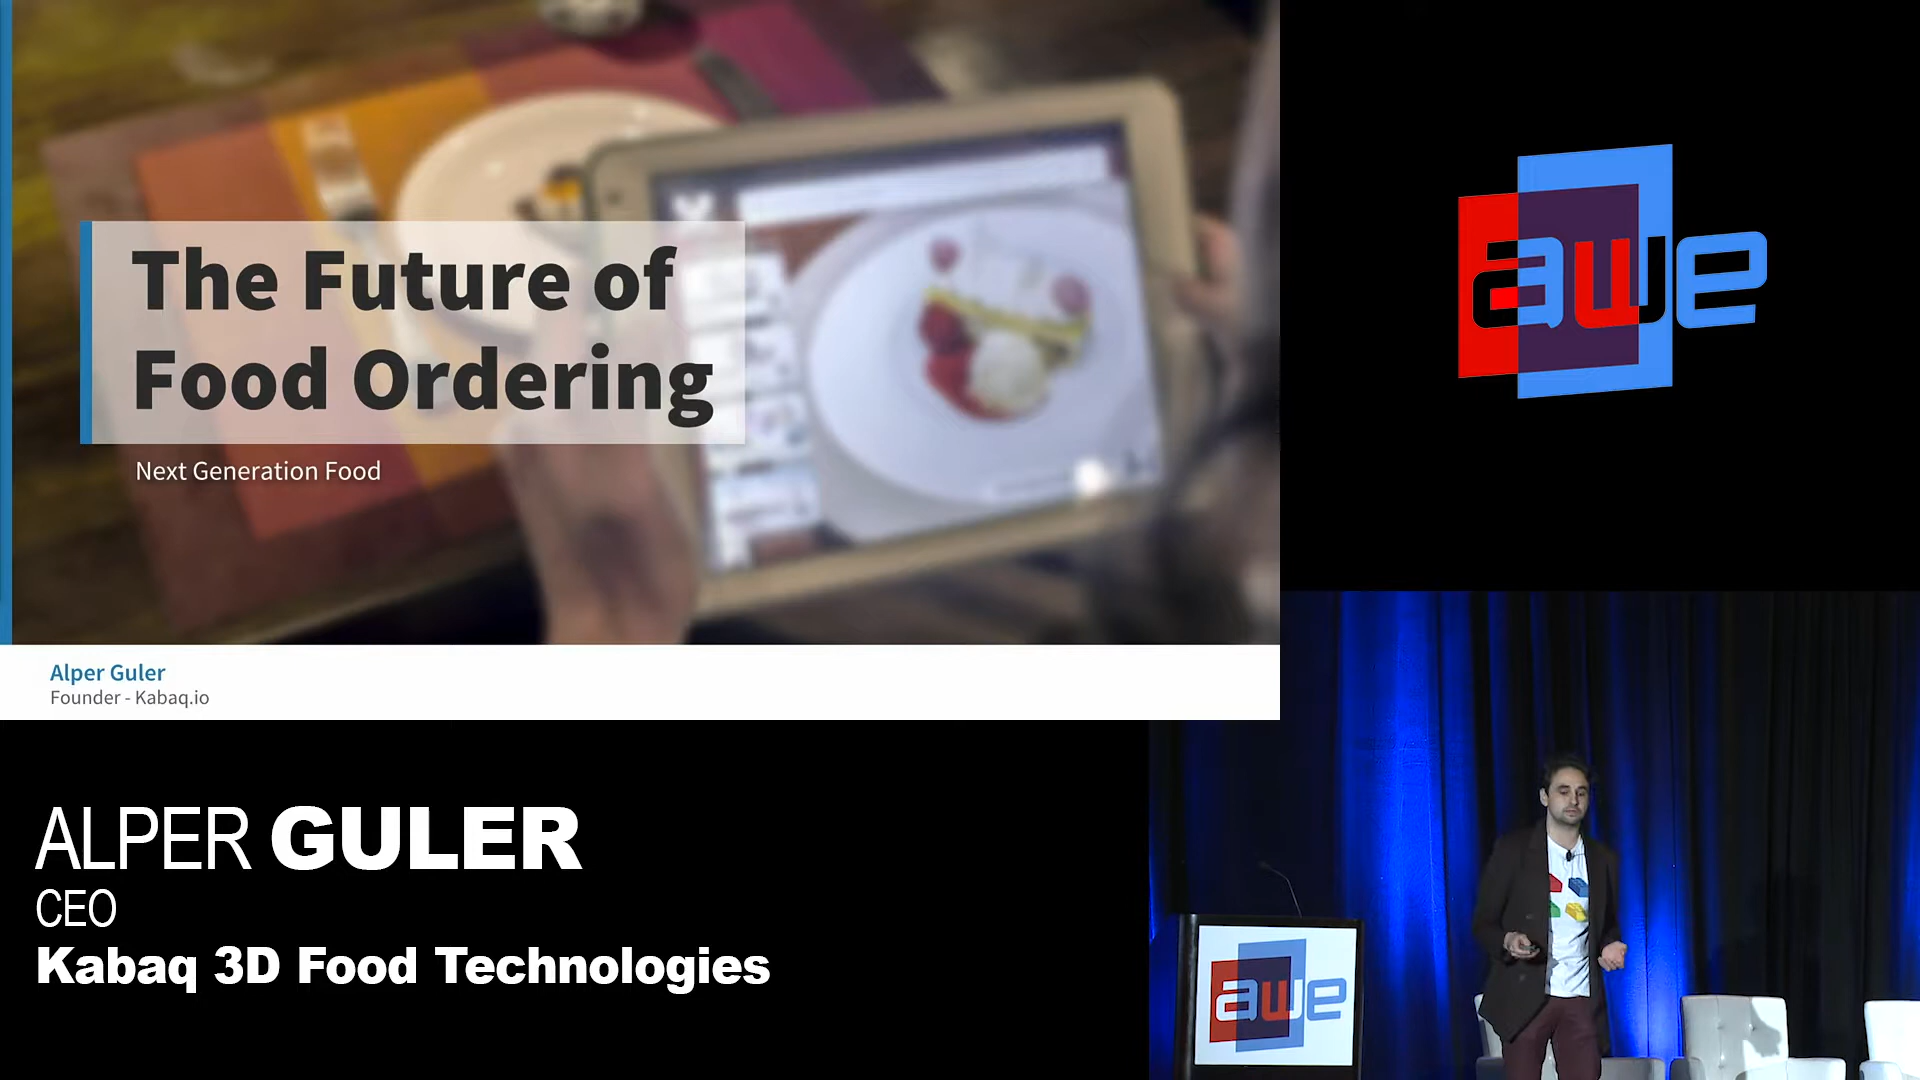 The Future of
Food Ordering
Next Generation Food
Alper Guler
Founder - Kabaq.io
awe
ALPER GULER
CEO
Kabaq 3D Food Technologies
awe